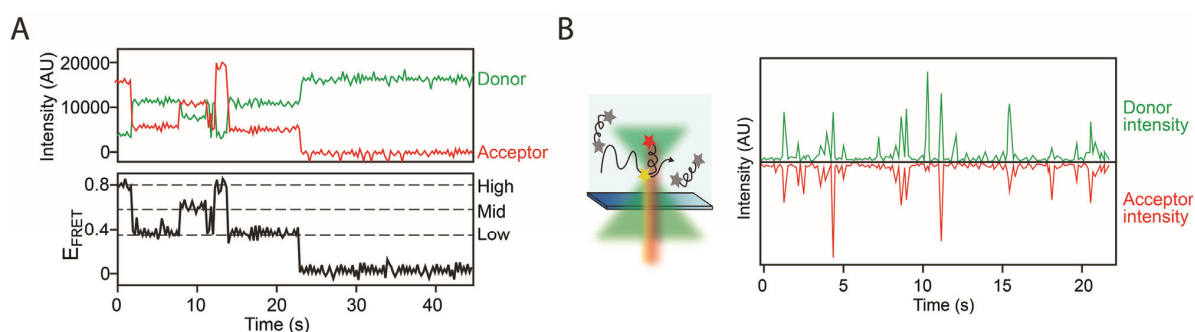 A
Intensity (AU)
20000
10000
0
Donor
Acceptor
E_FRET
0.8
0.4
0
High
Mid
Low
0 10 20 30 40
Time (s)
B
Intensity (AU)
Donor
intensity
Acceptor
intensity
0 5 10 15 20
Time (s)